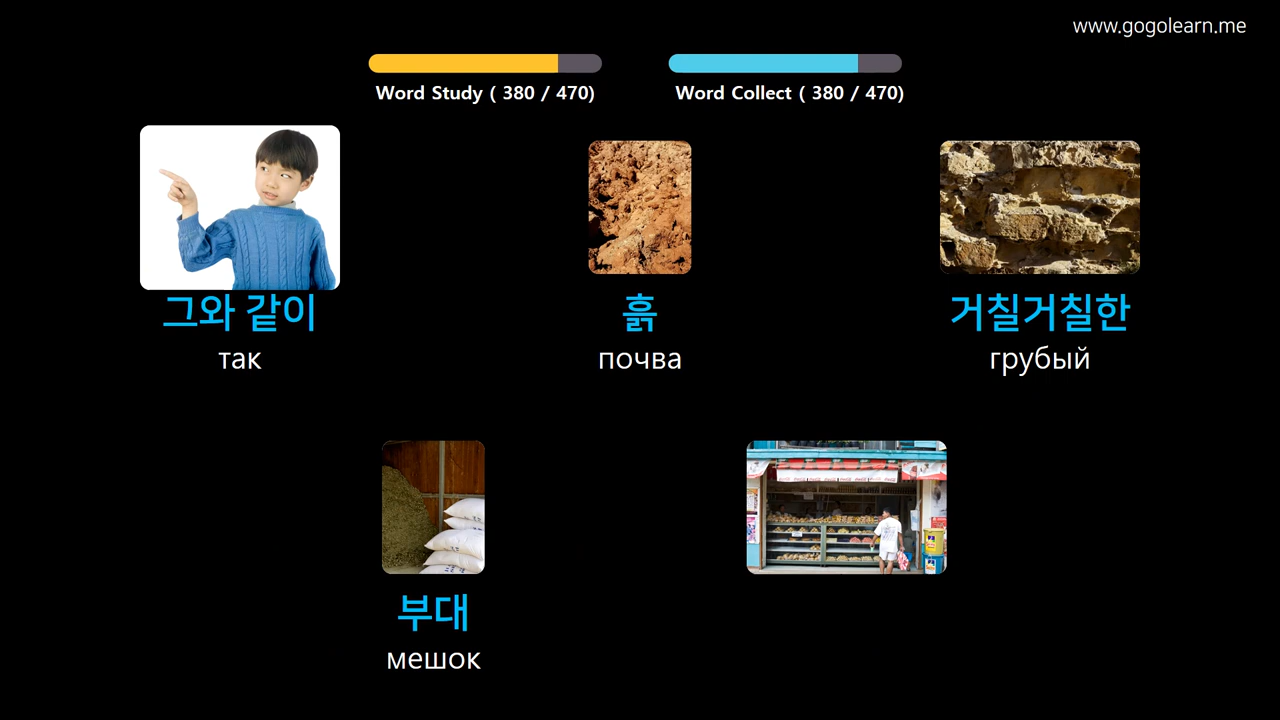 www.gogolearn.me
Word Study ( 380 / 470)
Word Collect ( 380 / 470)
그와 같이
так
흙
почва
거칠거칠한
грубый
부대
мешок